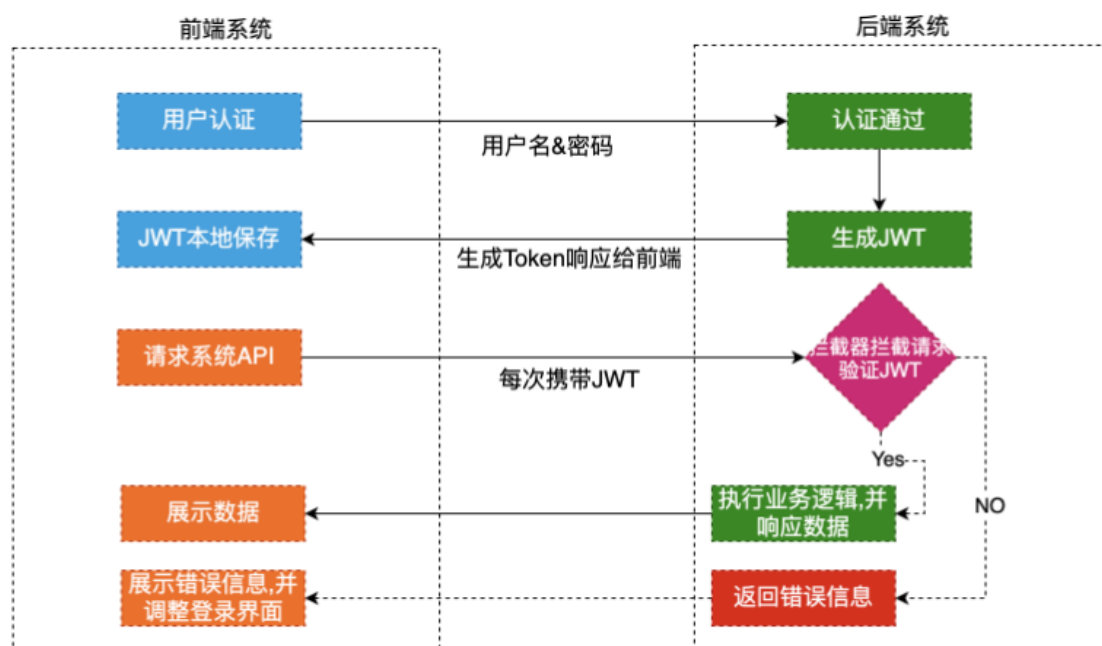 前端系统
后端系统
用户认证
用户名&密码
认证通过
JWT本地保存
生成Token响应给前端
生成JWT
请求系统API
每次携带JWT
拦截器拦截请求
验证JWT
Yes
NO
展示数据
执行业务逻辑,并
响应数据
展示错误信息,并
调整登录界面
返回错误信息